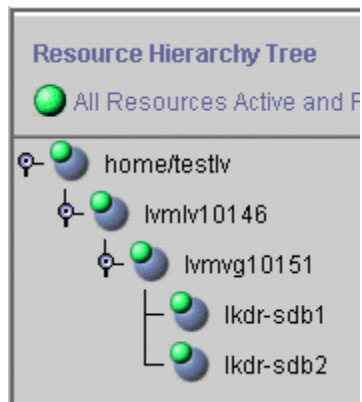 Resource Hierarchy Tree
All Resources Active and
home/testlv
lvmlv10146
lvmvg10151
lkdr-sdb1
lkdr-sdb2